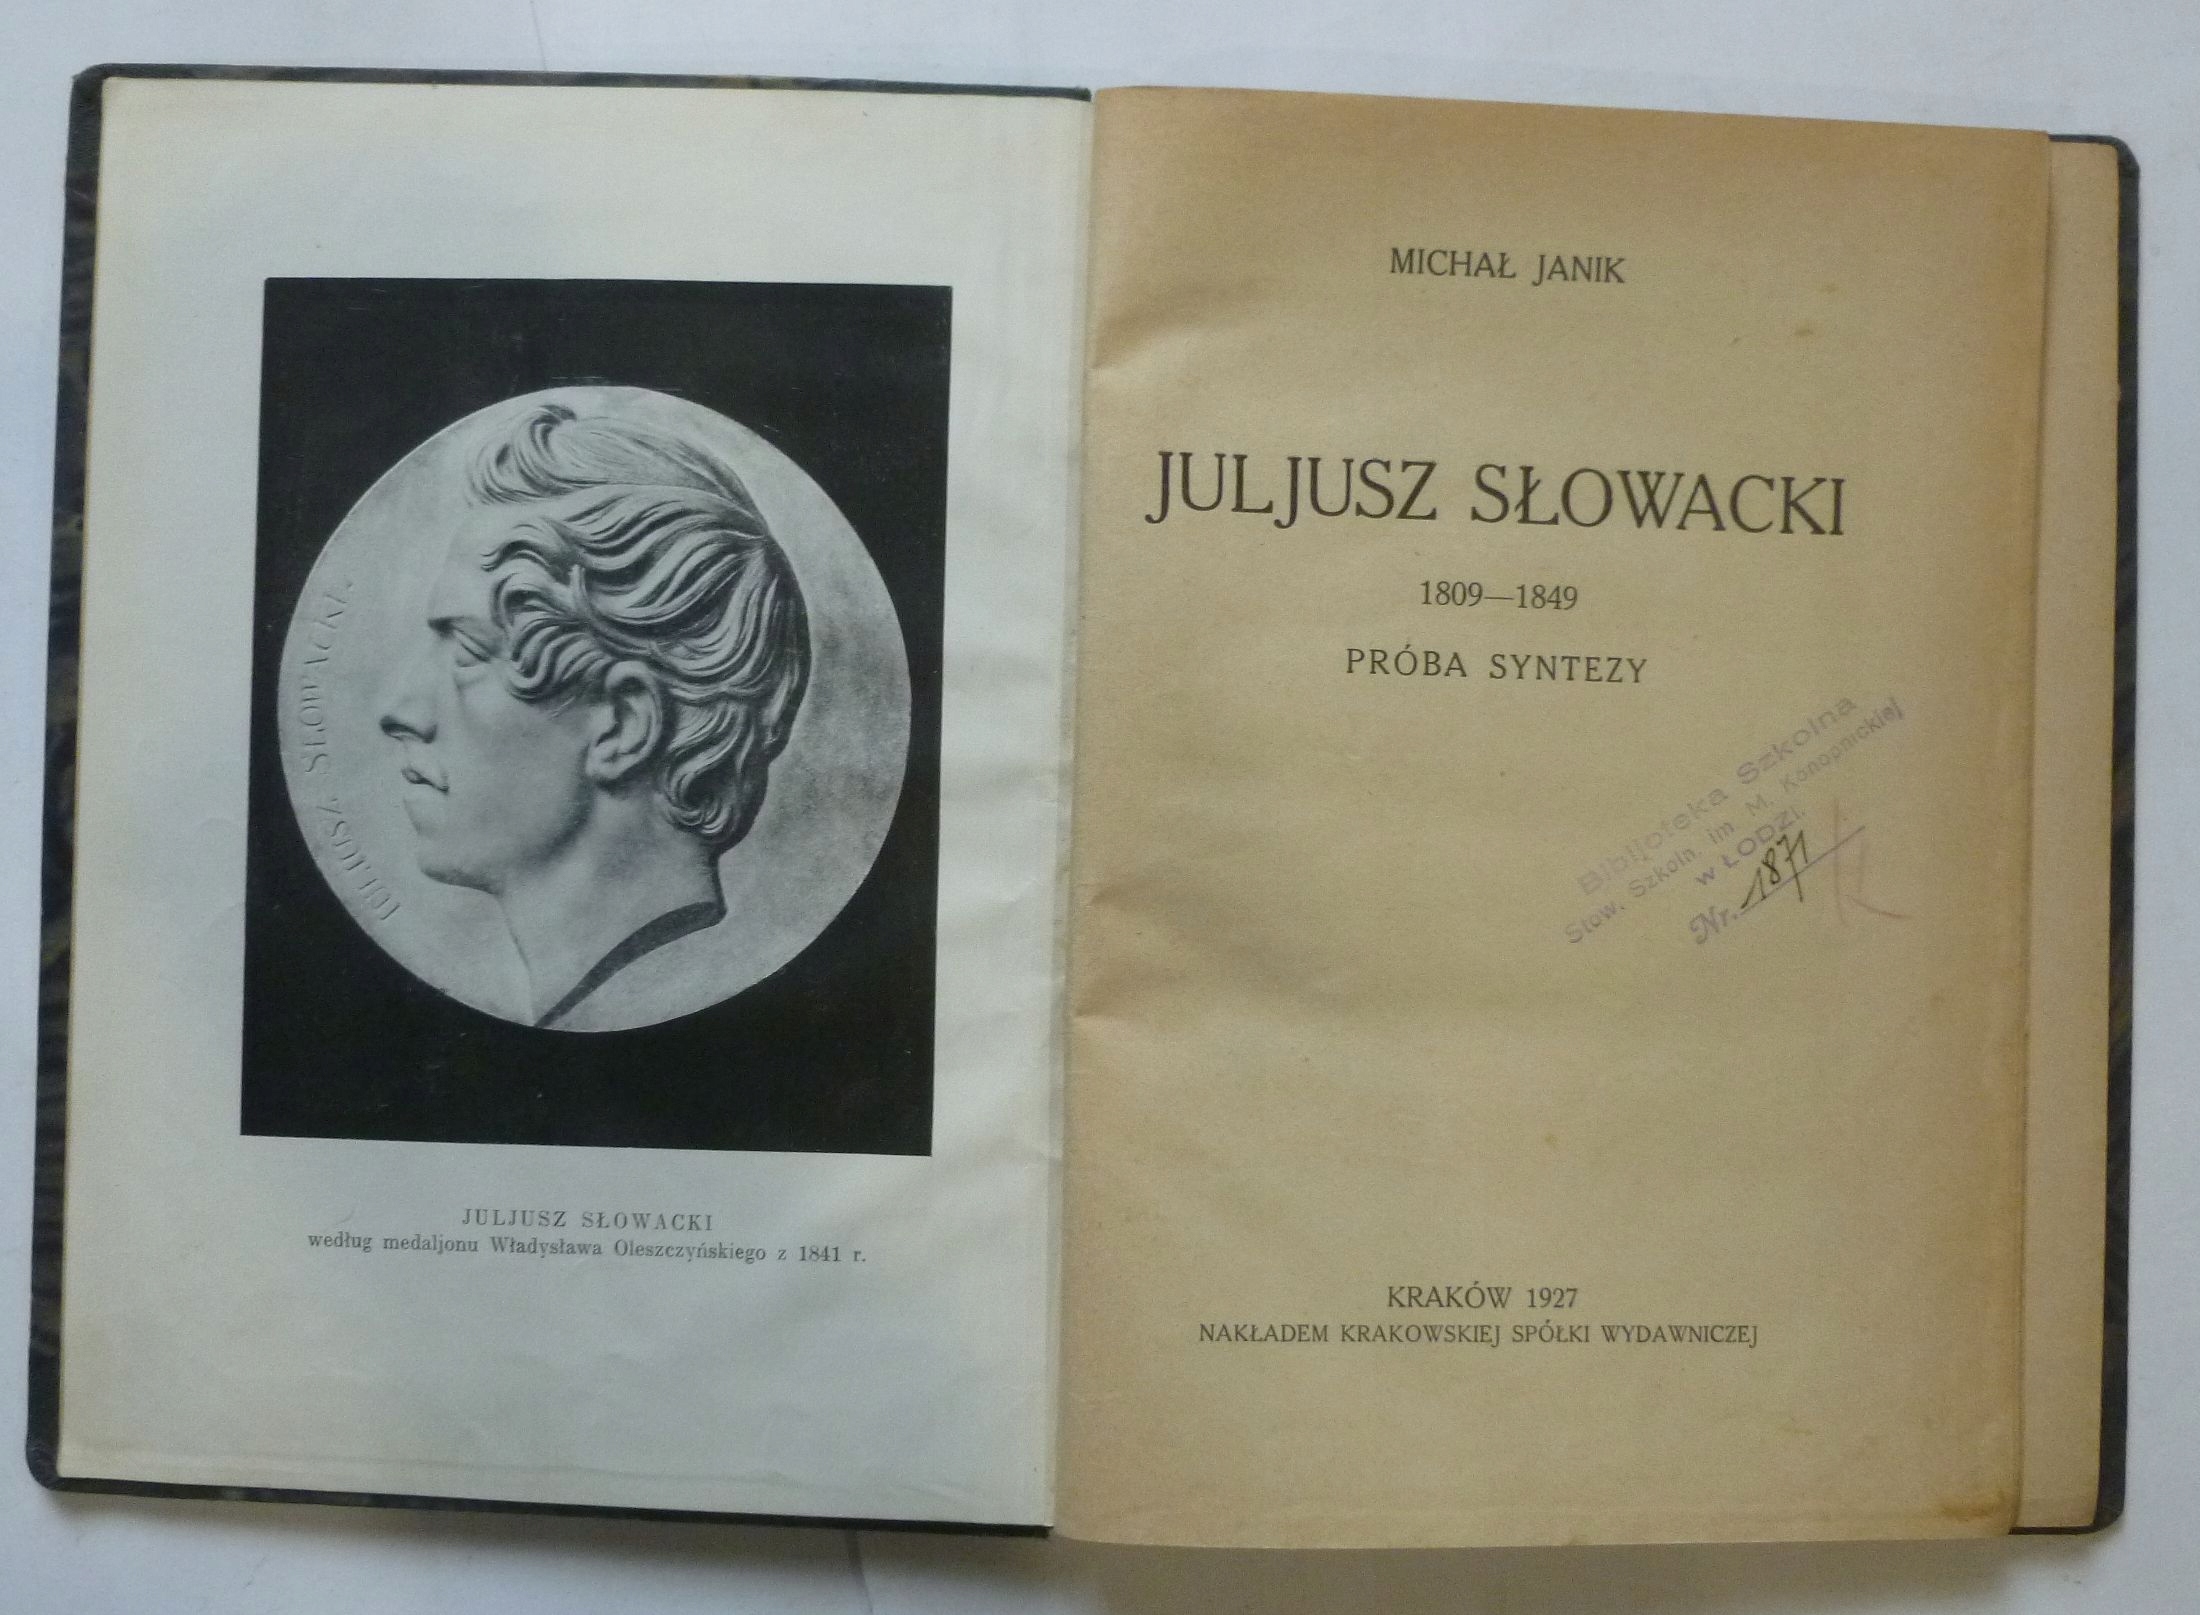 JULJUSZ SŁOWACKI.
JULJUSZ SŁOWACKI
według medaljonu Władysława Oleszczyńskiego z 1841 r.
MICHAŁ JANIK
JULJUSZ SŁOWACKI
1809—1849
PRÓBA SYNTEZY
Bibljoteka Szkolna
Stow. Szkoln. im M. Konopnickiej
w ŁODZI.
Nr. 1871
k
KRAKÓW 1927
NAKŁADEM KRAKOWSKIEJ SPÓŁKI WYDAWNICZEJ